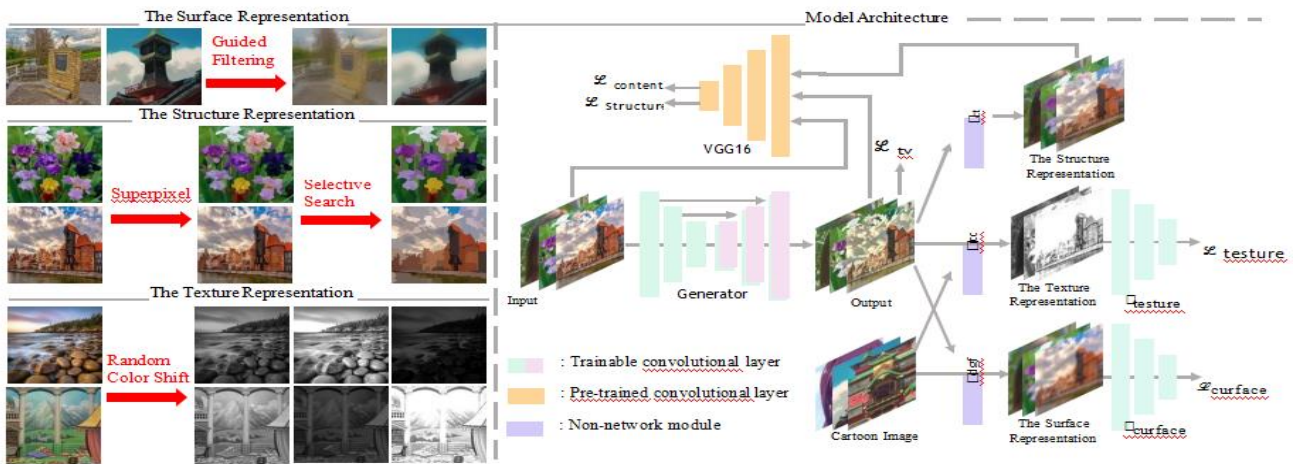 The Surface Representation
Guided
Filtering
The Structure Representation
Superpixel
Selective
Search
The Texture Representation
Random
Color Shift
Model Architecture
ℒ content
ℒ Structure
VGG16
ℒ tv
The Structure
Representation
Input
Generator
Output
The Texture
Representation
□testure
ℒ testure
: Trainable convolutional layer
: Pre-trained convolutional layer
: Non-network module
Cartoon Image
The Surface
Representation
□curface
ℒcurface